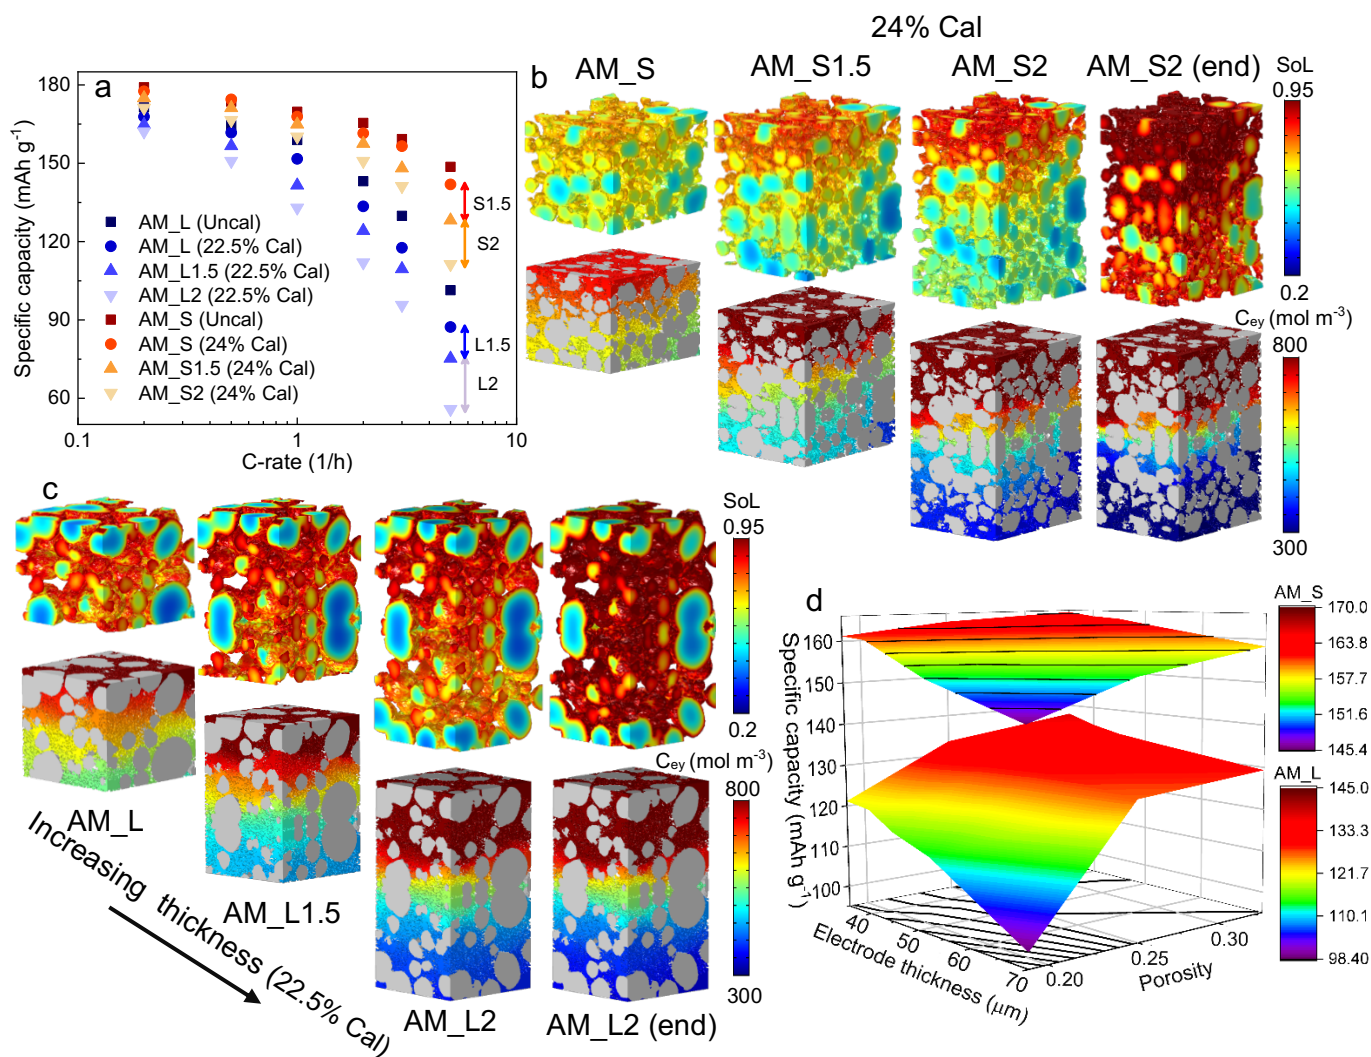 24% Cal
a
180
150
120
90
60
0.1
1
10
Specific capacity (mAh g⁻¹)
C-rate (1/h)
AM_L (Uncal)
AM_L (22.5% Cal)
AM_L1.5 (22.5% Cal)
AM_L2 (22.5% Cal)
AM_S (Uncal)
AM_S (24% Cal)
AM_S1.5 (24% Cal)
AM_S2 (24% Cal)
S1.5
S2
L1.5
L2
b
AM_S
AM_S1.5
AM_S2
AM_S2 (end)
SoL
0.95
0.2
Cey (mol m⁻³)
800
300
c
SoL
0.95
0.2
Cey (mol m⁻³)
800
300
AM_L
AM_L1.5
AM_L2
AM_L2 (end)
Increasing thickness (22.5% Cal)
d
Specific capacity (mAh g⁻¹)
160
150
140
130
120
110
100
40
50
60
70
Electrode thickness (μm)
0.20
0.25
0.30
Porosity
AM_S
170.0
163.8
157.7
151.6
145.4
AM_L
145.0
133.3
121.7
110.1
98.40